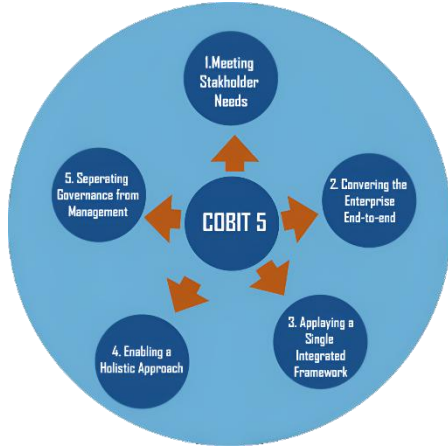 1.Meeting
Stakholder
Needs
2. Convering the
Enterprise
End-to-end
3. Applaying a
Single
Integrated
Framework
4. Enabling a
Holistic Approach
5. Seperating
Governance from
Management
COBIT 5